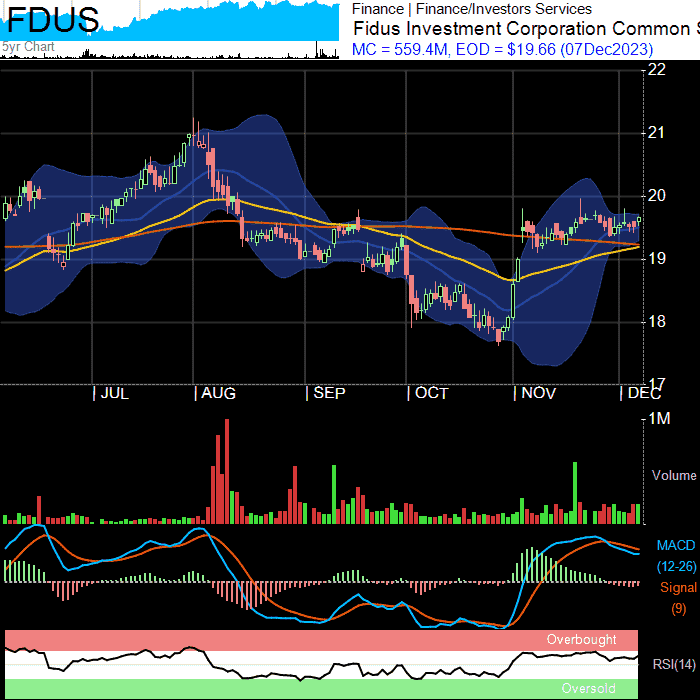 FDUS
5yr Chart
Finance | Finance/Investors Services
Fidus Investment Corporation Common S
MC = 559.4M, EOD = $19.66 (07Dec2023)
22
21
20
19
18
17
JUL
AUG
SEP
OCT
NOV
DEC
1M
Volume
MACD
(12-26)
Signal
(9)
Overbought
RSI(14)
Oversold